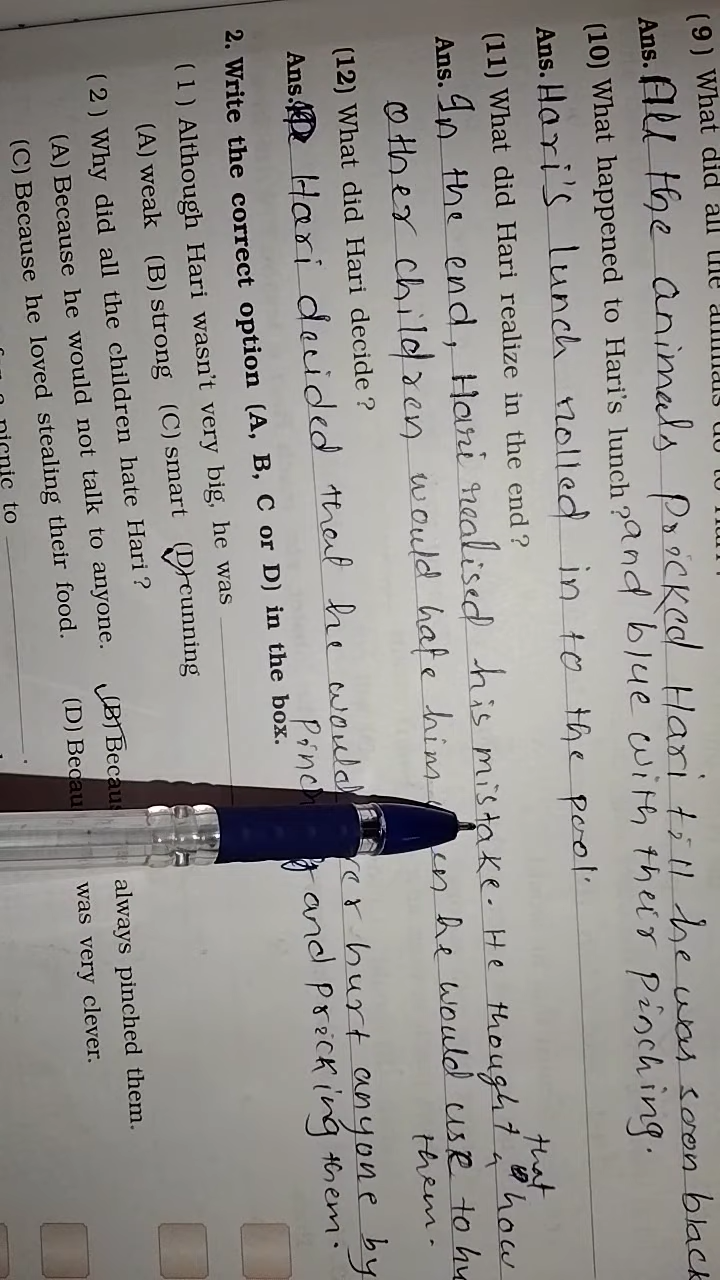 (9) What did all the animals do to Hari
Ans. All the animals pricked Hari till he was soon black
and blue with their pinching.
(10) What happened to Hari's lunch?
Ans. Hari's lunch rolled in to the pool.
(11) What did Hari realize in the end?
Ans. In the end, Hari realised his mistake. He thought that how
other children would hate him he would use to hu
them.
(12) What did Hari decide?
Ans. Hari decided that he would hurt anyone by
pinch and pricking them.
2. Write the correct option (A, B, C or D) in the box.
(1) Although Hari wasn't very big, he was
(A) weak (B) strong (C) smart (D) cunning
(2) Why did all the children hate Hari?
(A) Because he would not talk to anyone. (B) Becau always pinched them.
(C) Because he loved stealing their food. (D) Becau was very clever.
picnic to